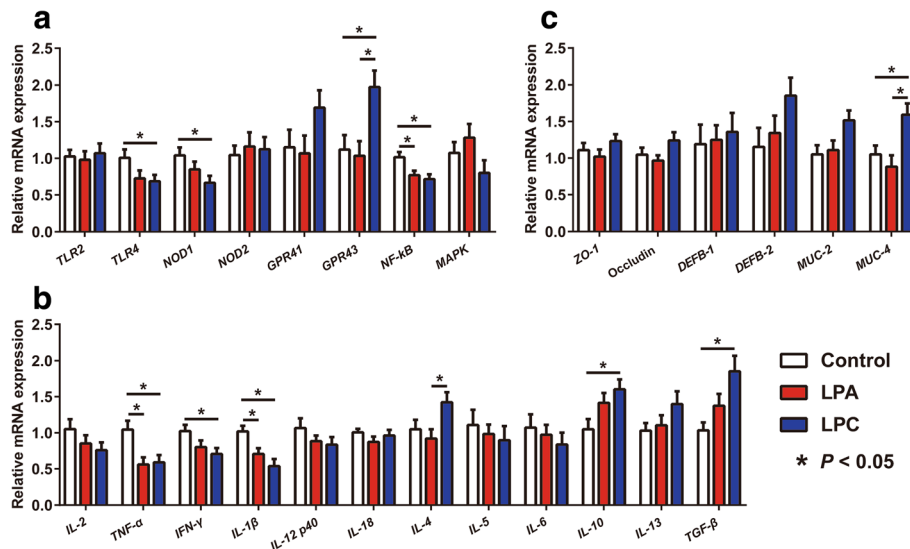 a
Relative mRNA expression
2.5
2.0
1.5
1.0
0.5
0.0
* * * * * *
TLR2 TLR4 NOD1 NOD2 GPR41 GPR43 NF-kB MAPK
c
Relative mRNA expression
2.5
2.0
1.5
1.0
0.5
0.0
* *
ZO-1 Occludin DEFB-1 DEFB-2 MUC-2 MUC-4
b
Relative mRNA expression
2.5
2.0
1.5
1.0
0.5
0.0
* * * * * * * *
IL-2 TNF-α IFN-γ IL-1β IL-12 p40 IL-18 IL-4 IL-5 IL-6 IL-10 IL-13 TGF-β
Control
LPA
LPC
* P < 0.05